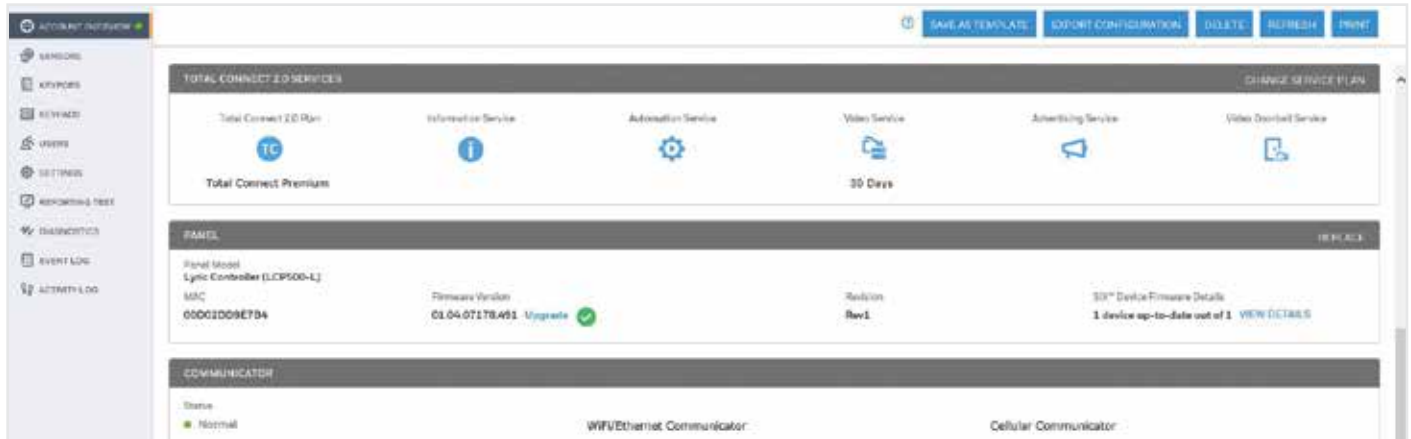 ACCOUNT OVERVIEW
SAVE AS TEMPLATE EXPORT CONFIGURATION DELETE REFRESH PRINT
SENSORS
KEYFOBS
KEYPADS
USERS
SETTINGS
REPORTING TEST
DIAGNOSTICS
EVENT LOG
ACTIVITY LOG
TOTAL CONNECT 2.0 SERVICES CHANGE SERVICE PLAN
Total Connect 2.0 Plan Information Service Automation Service Video Service Advertising Service Video Doorbell Service
TC
Total Connect Premium 30 Days
PANEL REPLACE
Panel Model
Lyric Controller (LCP500-L)
MAC Firmware Version Revision SiX™ Device Firmware Details
00D02DD9E7B4 01.04.07178.491 Upgrade Rev1 1 device up-to-date out of 1 VIEW DETAILS
COMMUNICATOR
Status
Normal WIFI/Ethernet Communicator Cellular Communicator